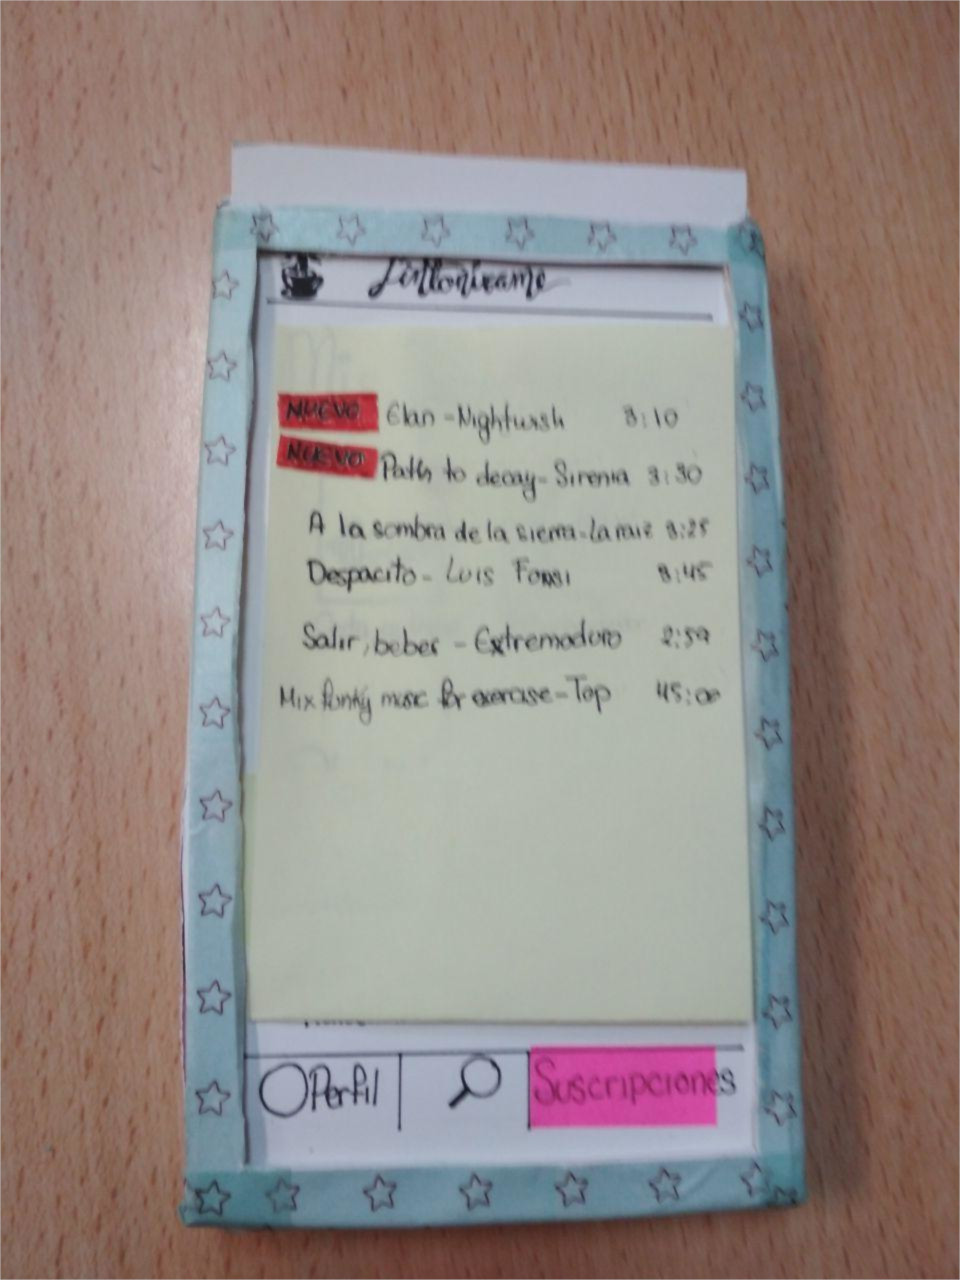 Sintonízame
NUEVO Elan - Nightwish 3:10
NUEVO Path to decay - Sirenia 3:30
A la sombra de la sierra - La raiz 3:25
Despacito - Luis Fonsi 3:45
Salir, beber - Extremoduro 2:59
Mix funky music for exercise - Top 45:00
Perfil Suscripciones